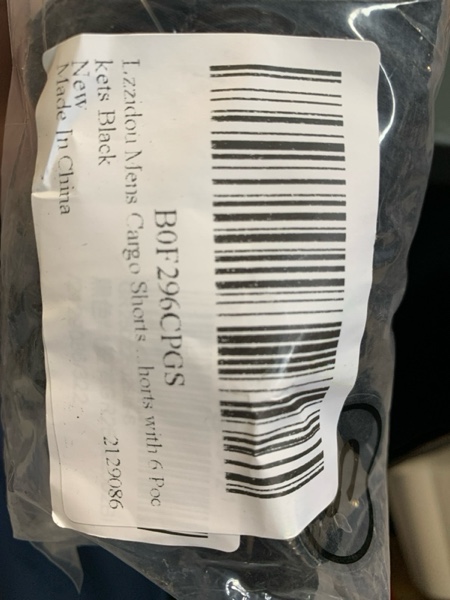 B0F296CPGS
Lzzidou Mens Cargo Shorts ...horts with 6 Poc
kets Black
New
Made In China
2129086